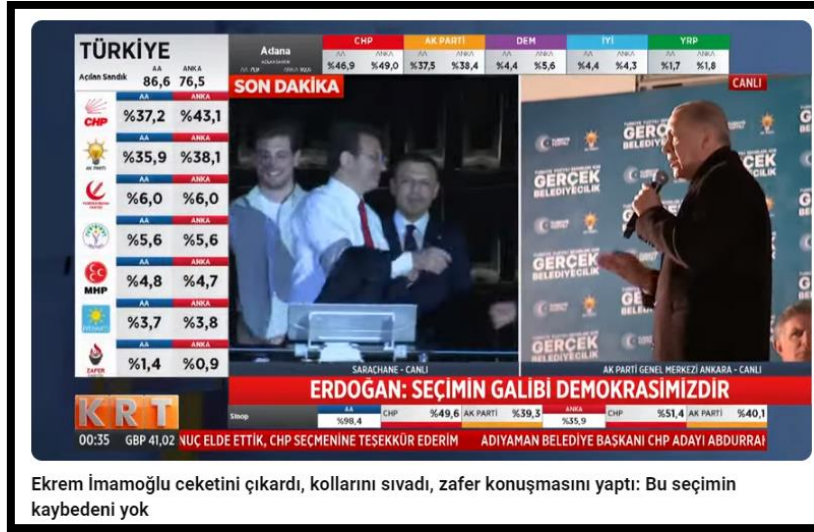 TÜRKİYE
AA ANKA
Açılan Sandık 86,6 76,5
AA ANKA
CHP %37,2 %43,1
AA ANKA
AK PARTİ %35,9 %38,1
AA ANKA
%6,0 %6,0
AA ANKA
%5,6 %5,6
AA ANKA
MHP %4,8 %4,7
AA ANKA
%3,7 %3,8
AA ANKA
ZAFER %1,4 %0,9
Adana
CHP AK PARTİ DEM İYİ YRP
AA ANKA AA ANKA AA ANKA AA ANKA AA ANKA
%46,9 %49,0 %37,5 %38,4 %4,4 %5,6 %4,4 %4,3 %1,7 %1,8
SON DAKİKA
CANLI
GERÇEK
BELEDİYECİLİK
GERÇEK
BELEDİYECİLİK
SARAÇHANE - CANLI
AK PARTİ GENEL MERKEZİ ANKARA - CANLI
ERDOĞAN: SEÇİMİN GALİBİ DEMOKRASİMİZDİR
KRT
Sinop AA %98,4 CHP %49,6 AK PARTİ %39,3 ANKA %35,9 CHP %51,4 AK PARTİ %40,1
00:35 GBP 41,02 NUÇ ELDE ETTİK, CHP SEÇMENİNE TEŞEKKÜR EDERİM ADIYAMAN BELEDİYE BAŞKANI CHP ADAYI ABDURRAH
Ekrem İmamoğlu ceketini çıkardı, kollarını sıvadı, zafer konuşmasını yaptı: Bu seçimin
kaybedeni yok